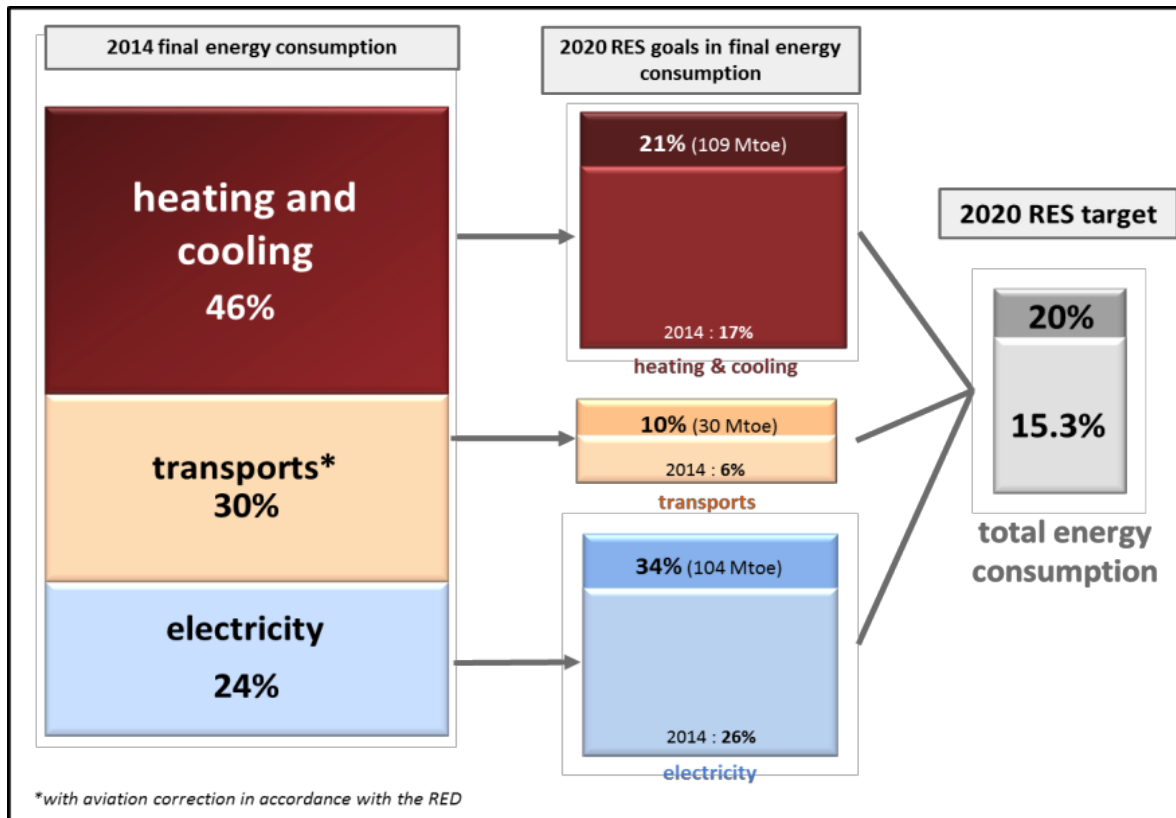 2014 final energy consumption
heating and
cooling
46%
transports*
30%
electricity
24%
2020 RES goals in final energy
consumption
21% (109 Mtoe)
2014 : 17%
heating & cooling
10% (30 Mtoe)
2014 : 6%
transports
34% (104 Mtoe)
2014 : 26%
electricity
2020 RES target
20%
15.3%
total energy
consumption
*with aviation correction in accordance with the RED